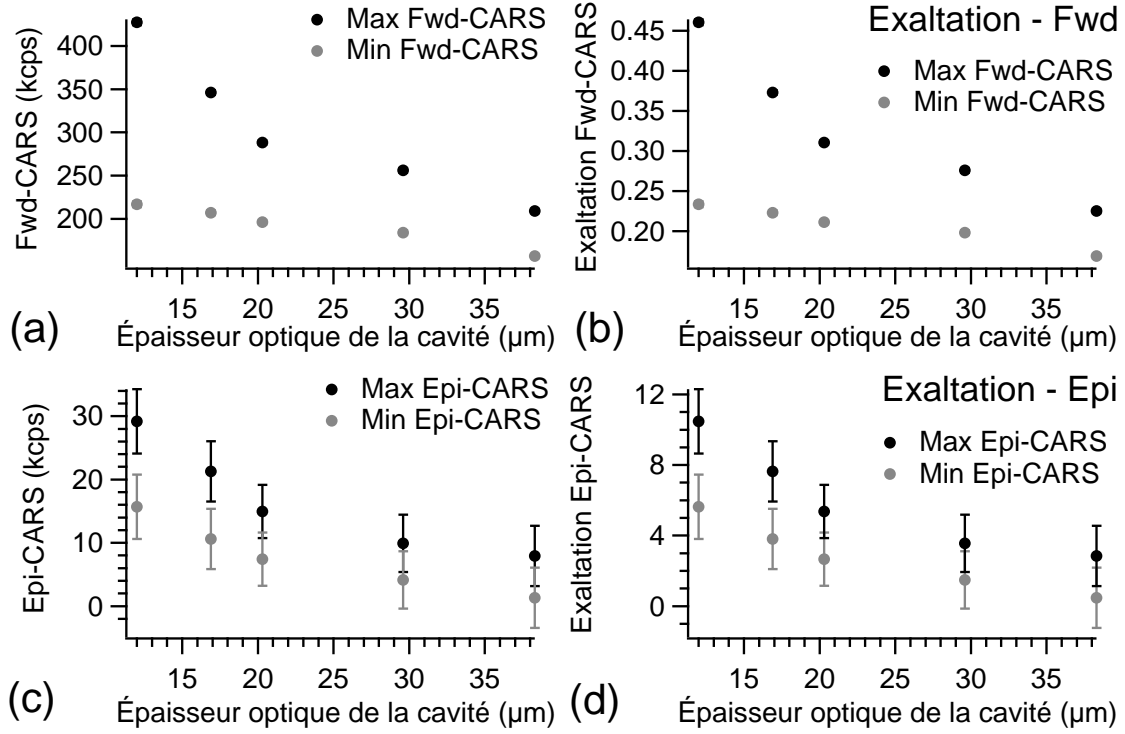 Max Fwd-CARS
Min Fwd-CARS
Fwd-CARS (kcps)
400
350
300
250
200
15 20 25 30 35
Épaisseur optique de la cavité (µm)
(a)
Exaltation - Fwd
Max Fwd-CARS
Min Fwd-CARS
Exaltation Fwd-CARS
0.45
0.40
0.35
0.30
0.25
0.20
15 20 25 30 35
Épaisseur optique de la cavité (µm)
(b)
Max Epi-CARS
Min Epi-CARS
Epi-CARS (kcps)
30
20
10
0
15 20 25 30 35
Épaisseur optique de la cavité (µm)
(c)
Exaltation - Epi
Max Epi-CARS
Min Epi-CARS
Exaltation Epi-CARS
12
8
4
0
15 20 25 30 35
Épaisseur optique de la cavité (µm)
(d)